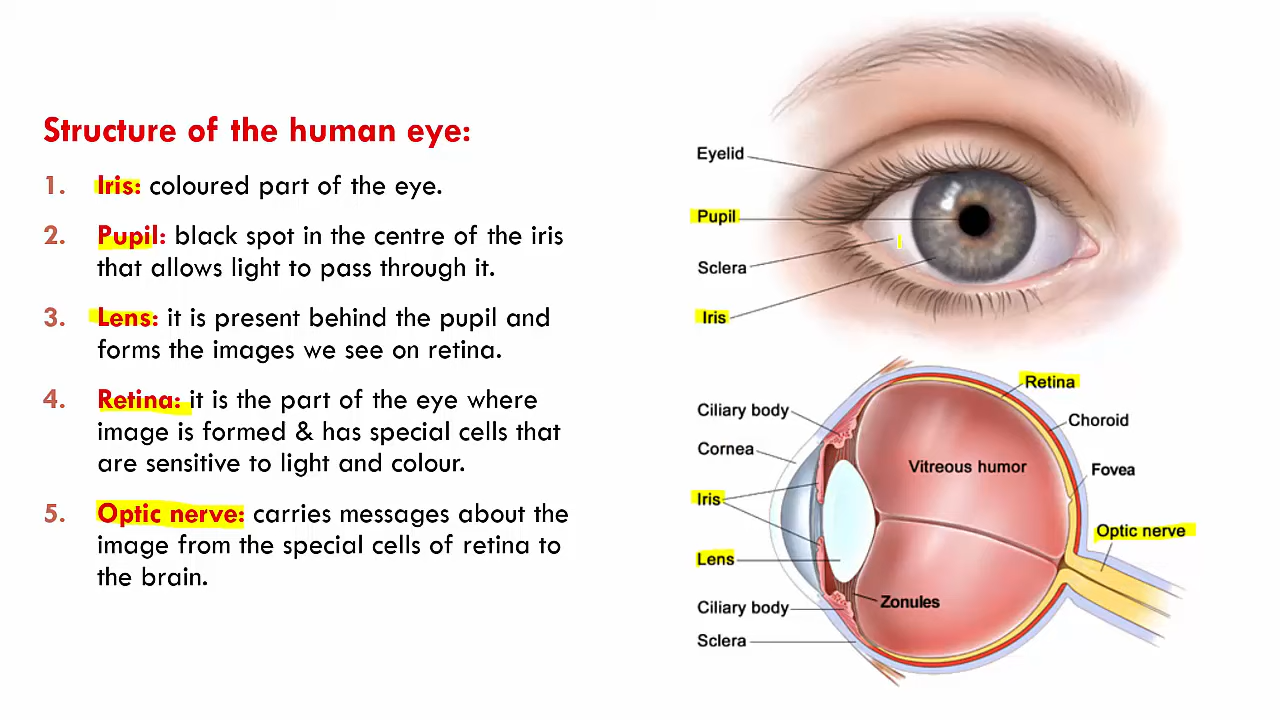 Structure of the human eye:
1. Iris: coloured part of the eye.
2. Pupil: black spot in the centre of the iris
that allows light to pass through it.
3. Lens: it is present behind the pupil and
forms the images we see on retina.
4. Retina: it is the part of the eye where
image is formed & has special cells that
are sensitive to light and colour.
5. Optic nerve: carries messages about the
image from the special cells of retina to
the brain.
Eyelid
Pupil
Sclera
Iris
Retina
Ciliary body
Choroid
Cornea
Vitreous humor
Fovea
Iris
Optic nerve
Lens
Zonules
Ciliary body
Sclera